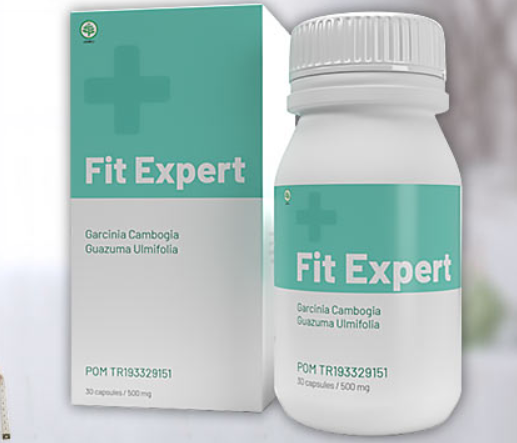 Fit Expert
Garcinia Cambogia
Guazuma Ulmifolia
POM TR193329151
30 capsules / 500 mg
Fit Expert
Garcinia Cambogia
Guazuma Ulmifolia
POM TR193329151
30 capsules / 500 mg